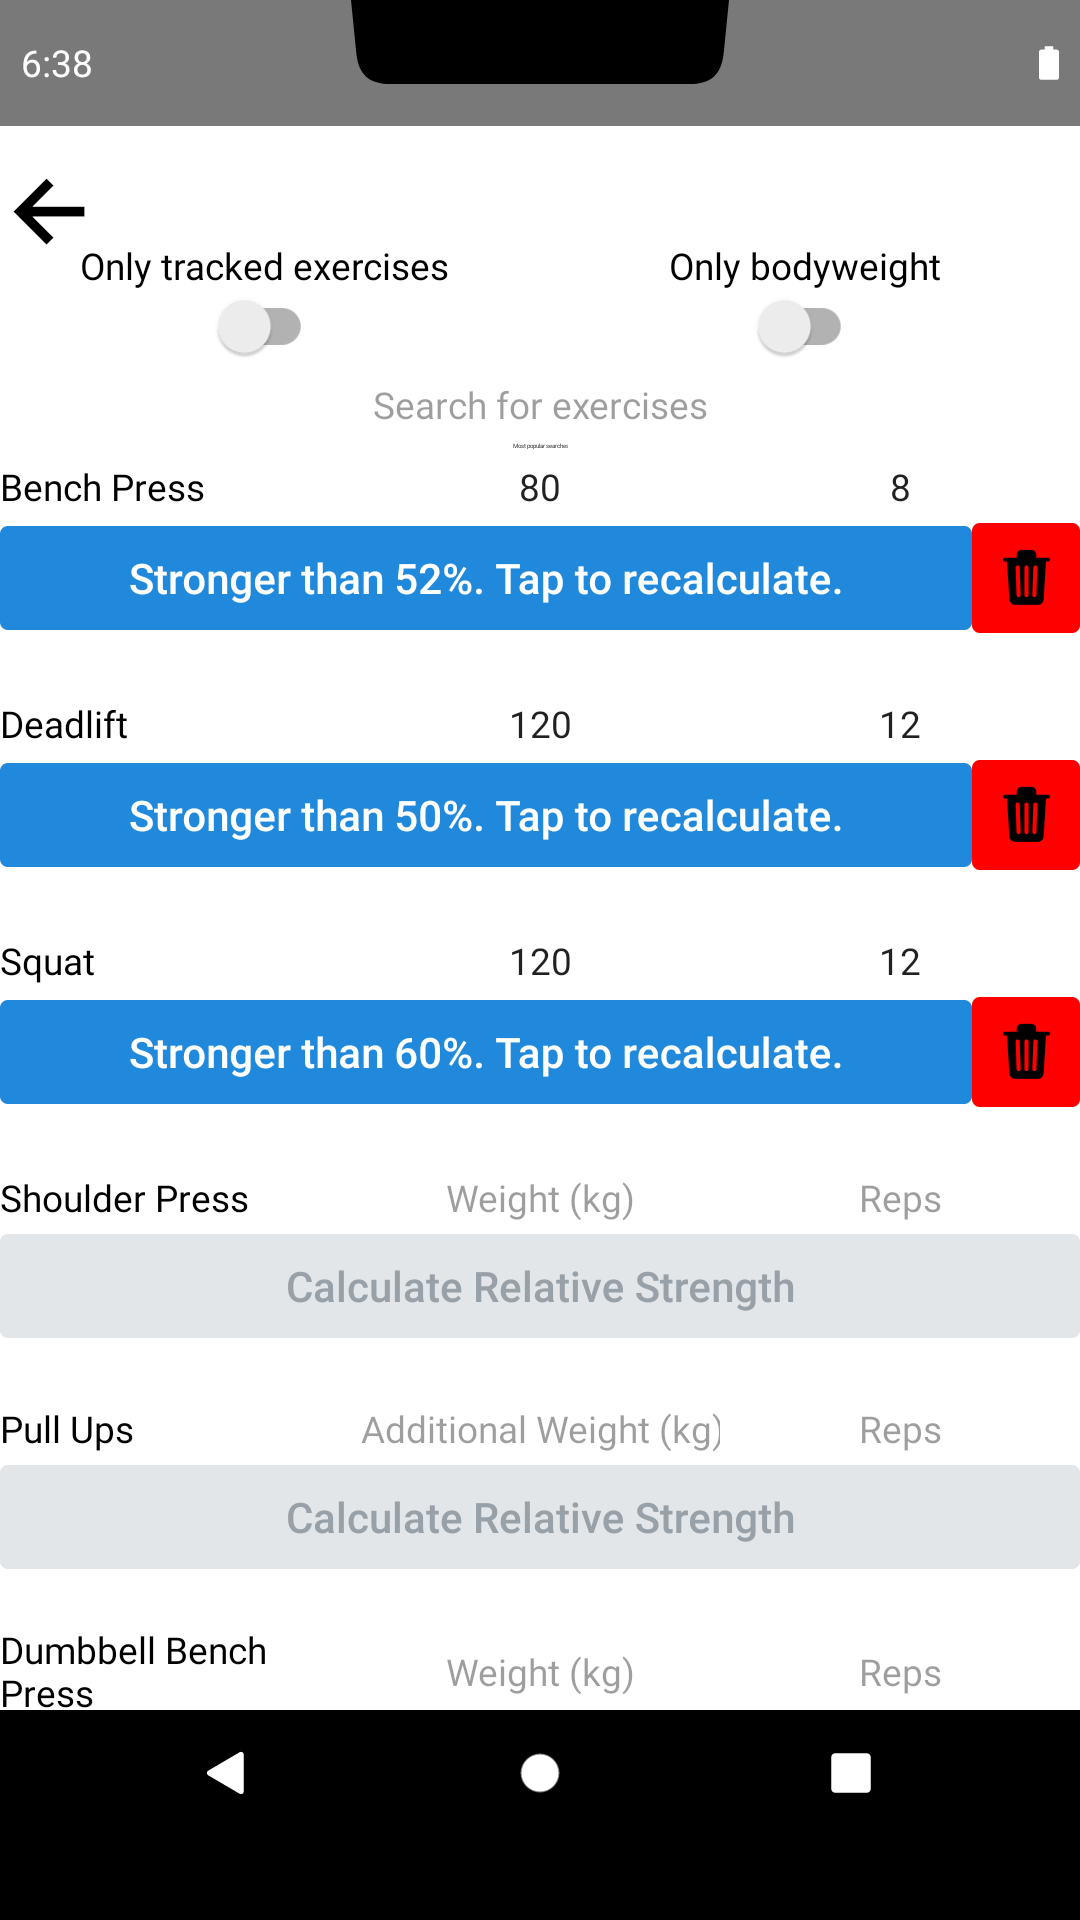 6:38
Only tracked exercises Only bodyweight
Search for exercises
Most popular searches
Bench Press 80 8
Stronger than 52%. Tap to recalculate.
Deadlift 120 12
Stronger than 50%. Tap to recalculate.
Squat 120 12
Stronger than 60%. Tap to recalculate.
Shoulder Press Weight (kg) Reps
Calculate Relative Strength
Pull Ups Additional Weight (kg) Reps
Calculate Relative Strength
Dumbbell Bench
Press Weight (kg) Reps